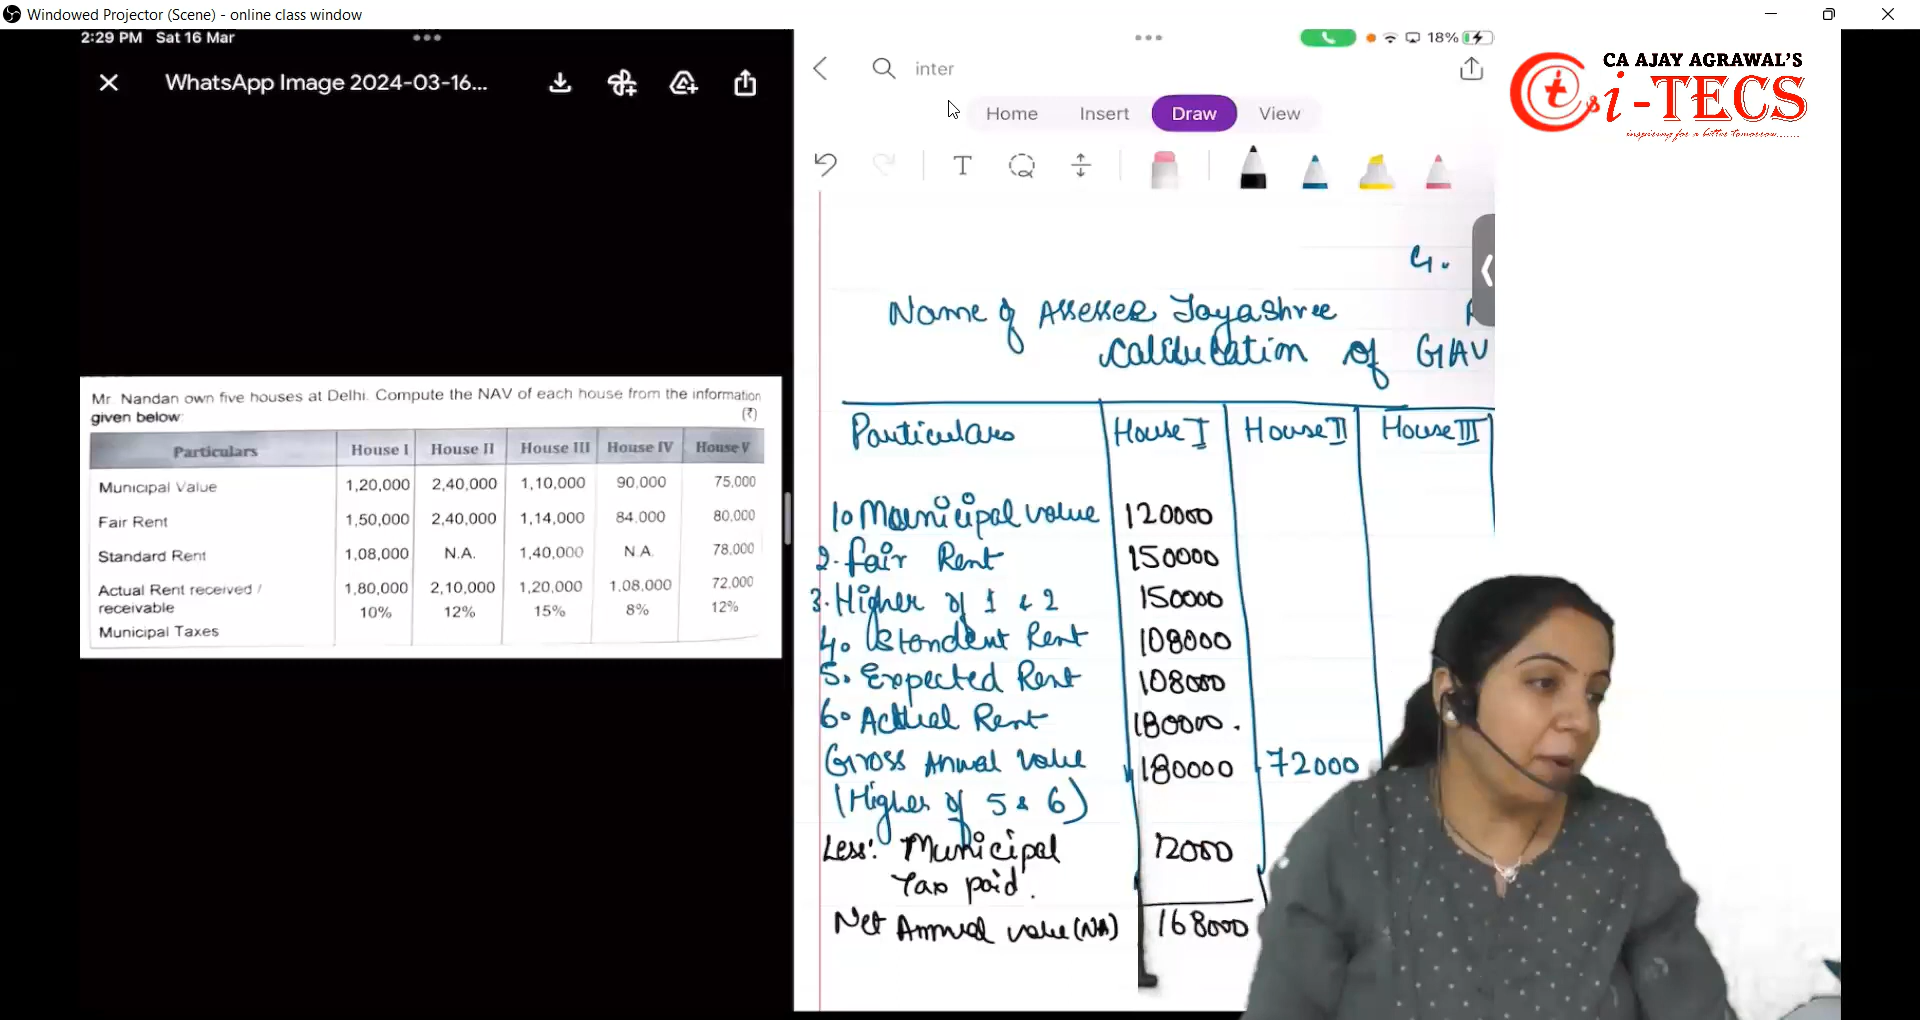 Windowed Projector (Scene) - online class window
2:29 PM Sat 16 Mar
18%
WhatsApp Image 2024-03-16...
inter
Home Insert Draw View
CA AJAY AGRAWAL'S
i-TECS
inspiring for a better tomorrow.......
Mr. Nandan own five houses at Delhi. Compute the NAV of each house from the information
given below: (₹)
Particulars House I House II House III House IV House V
Municipal Value 1,20,000 2,40,000 1,10,000 90,000 75,000
Fair Rent 1,50,000 2,40,000 1,14,000 84,000 80,000
Standard Rent 1,08,000 N.A. 1,40,000 N.A. 78,000
Actual Rent received / 1,80,000 2,10,000 1,20,000 1,08,000 72,000
receivable 10% 12% 15% 8% 12%
Municipal Taxes
Name of Assessee Jayashree
Calculation of GAV
Particulars House I House II House III
1. Municipal value 120000
2. Fair Rent 150000
3. Higher of 1 & 2 150000
4. Standent Rent 108000
5. Expected Rent 108000
6. Actual Rent 180000
Gross Annual Value 180000 72000
(Higher of 5 & 6)
Less: Municipal 12000
Tax paid.
Net Annual value (NA) 168000